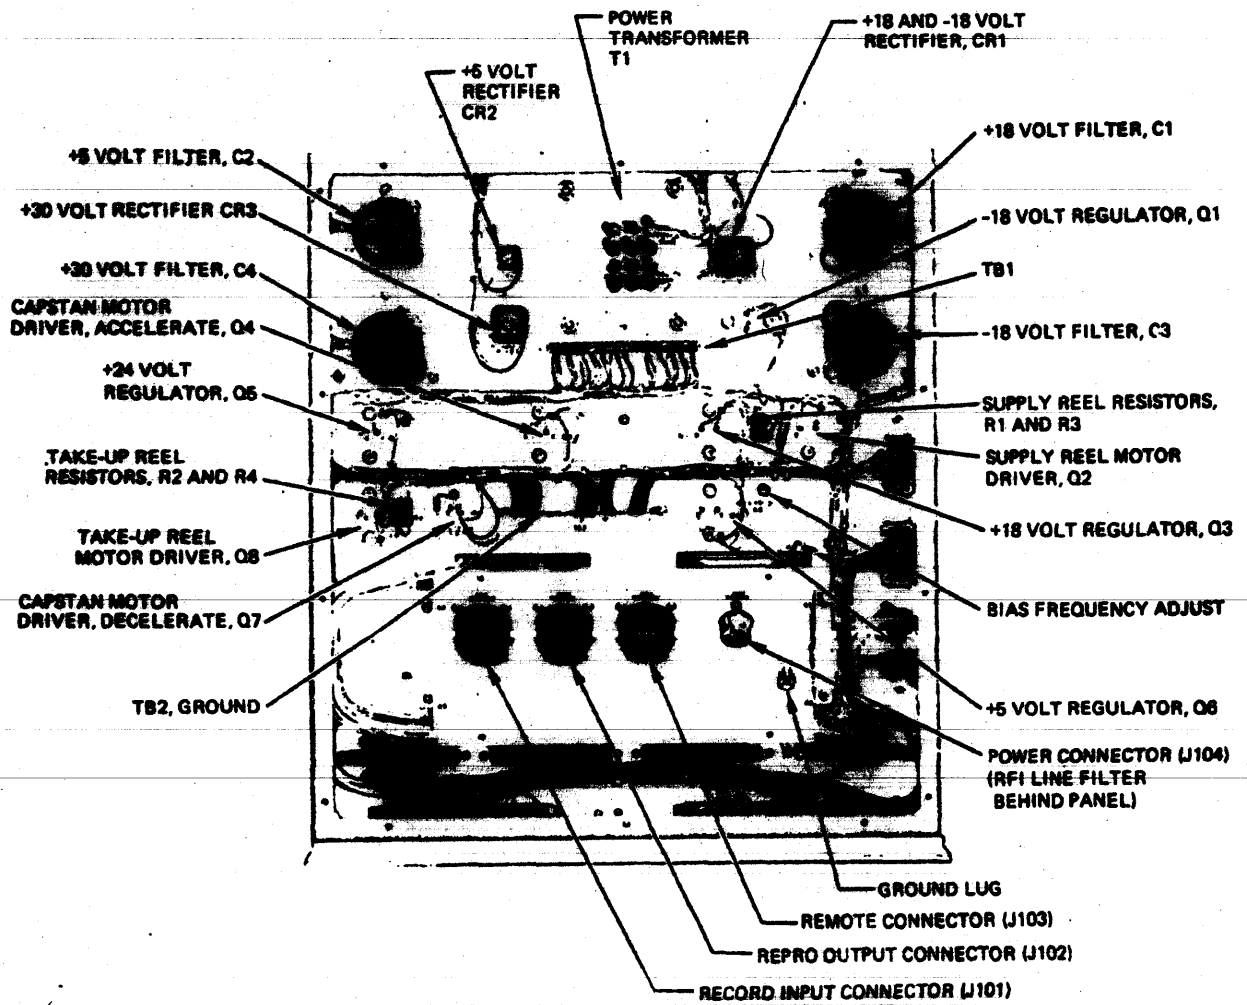 POWER
TRANSFORMER
T1
+18 AND -18 VOLT
RECTIFIER, CR1
+5 VOLT
RECTIFIER
CR2
+18 VOLT FILTER, C1
+5 VOLT FILTER, C2
+30 VOLT RECTIFIER CR3
-18 VOLT REGULATOR, Q1
+30 VOLT FILTER, C4
TB1
CAPSTAN MOTOR
DRIVER, ACCELERATE, Q4
-18 VOLT FILTER, C3
+24 VOLT
REGULATOR, Q5
SUPPLY REEL RESISTORS,
R1 AND R3
TAKE-UP REEL
RESISTORS, R2 AND R4
SUPPLY REEL MOTOR
DRIVER, Q2
TAKE-UP REEL
MOTOR DRIVER, Q8
+18 VOLT REGULATOR, Q3
CAPSTAN MOTOR
DRIVER, DECELERATE, Q7
BIAS FREQUENCY ADJUST
TB2, GROUND
+5 VOLT REGULATOR, Q6
POWER CONNECTOR (J104)
(RFI LINE FILTER
BEHIND PANEL)
GROUND LUG
REMOTE CONNECTOR (J103)
REPRO OUTPUT CONNECTOR (J102)
RECORD INPUT CONNECTOR (J101)